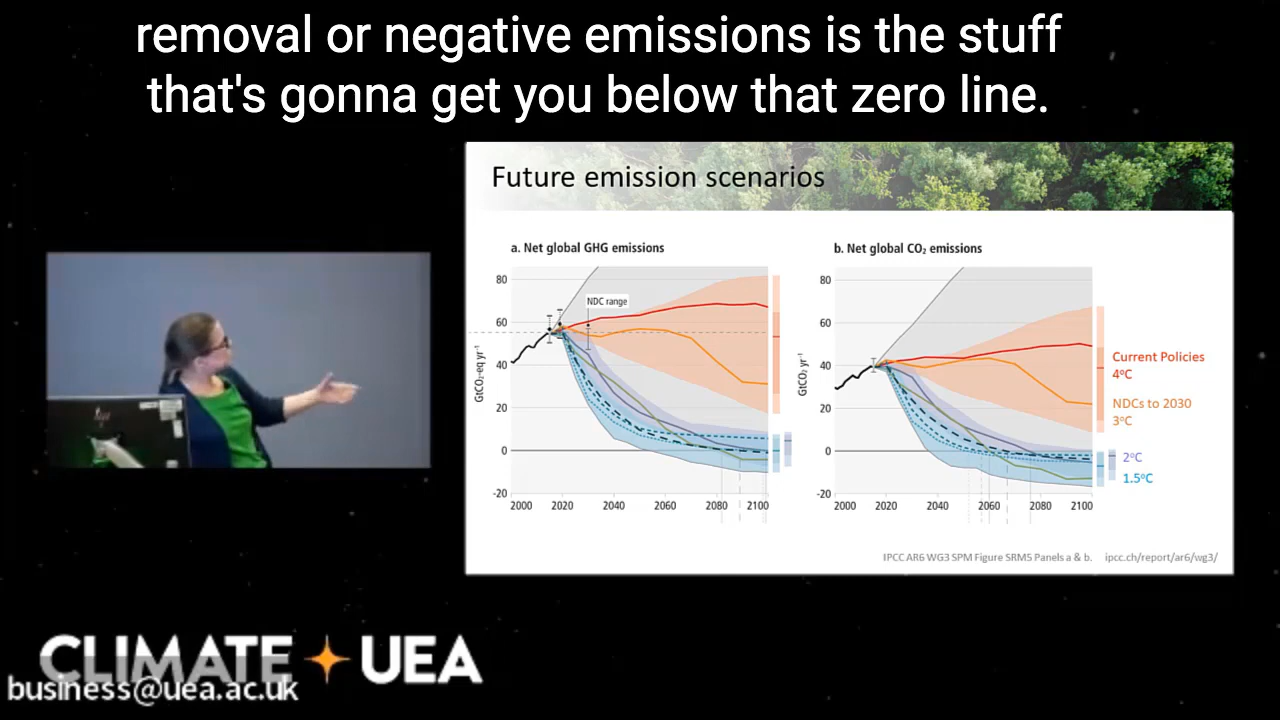 removal or negative emissions is the stuff
that's gonna get you below that zero line.
Future emission scenarios
a. Net global GHG emissions
b. Net global CO₂ emissions
80
60
40
20
0
-20
GtCO₂-eq yr⁻¹
NDC range
2000 2020 2040 2060 2080 2100
80
60
40
20
0
-20
GtCO₂ yr⁻¹
2000 2020 2040 2060 2080 2100
Current Policies
4°C
NDCs to 2030
3°C
2°C
1.5°C
IPCC AR6 WG3 SPM Figure SRM5 Panels a & b. ipcc.ch/report/ar6/wg3/
CLIMATE UEA
business@uea.ac.uk